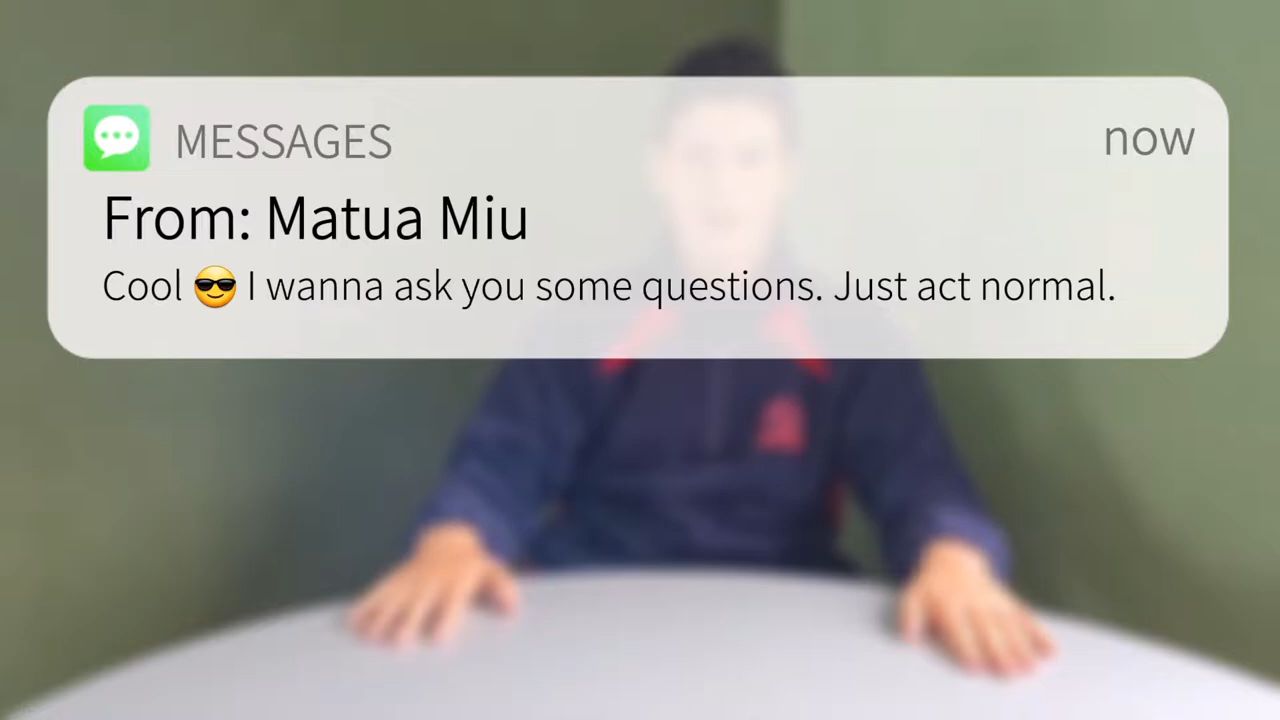 MESSAGES
now
From: Matua Miu
Cool 😎 I wanna ask you some questions. Just act normal.